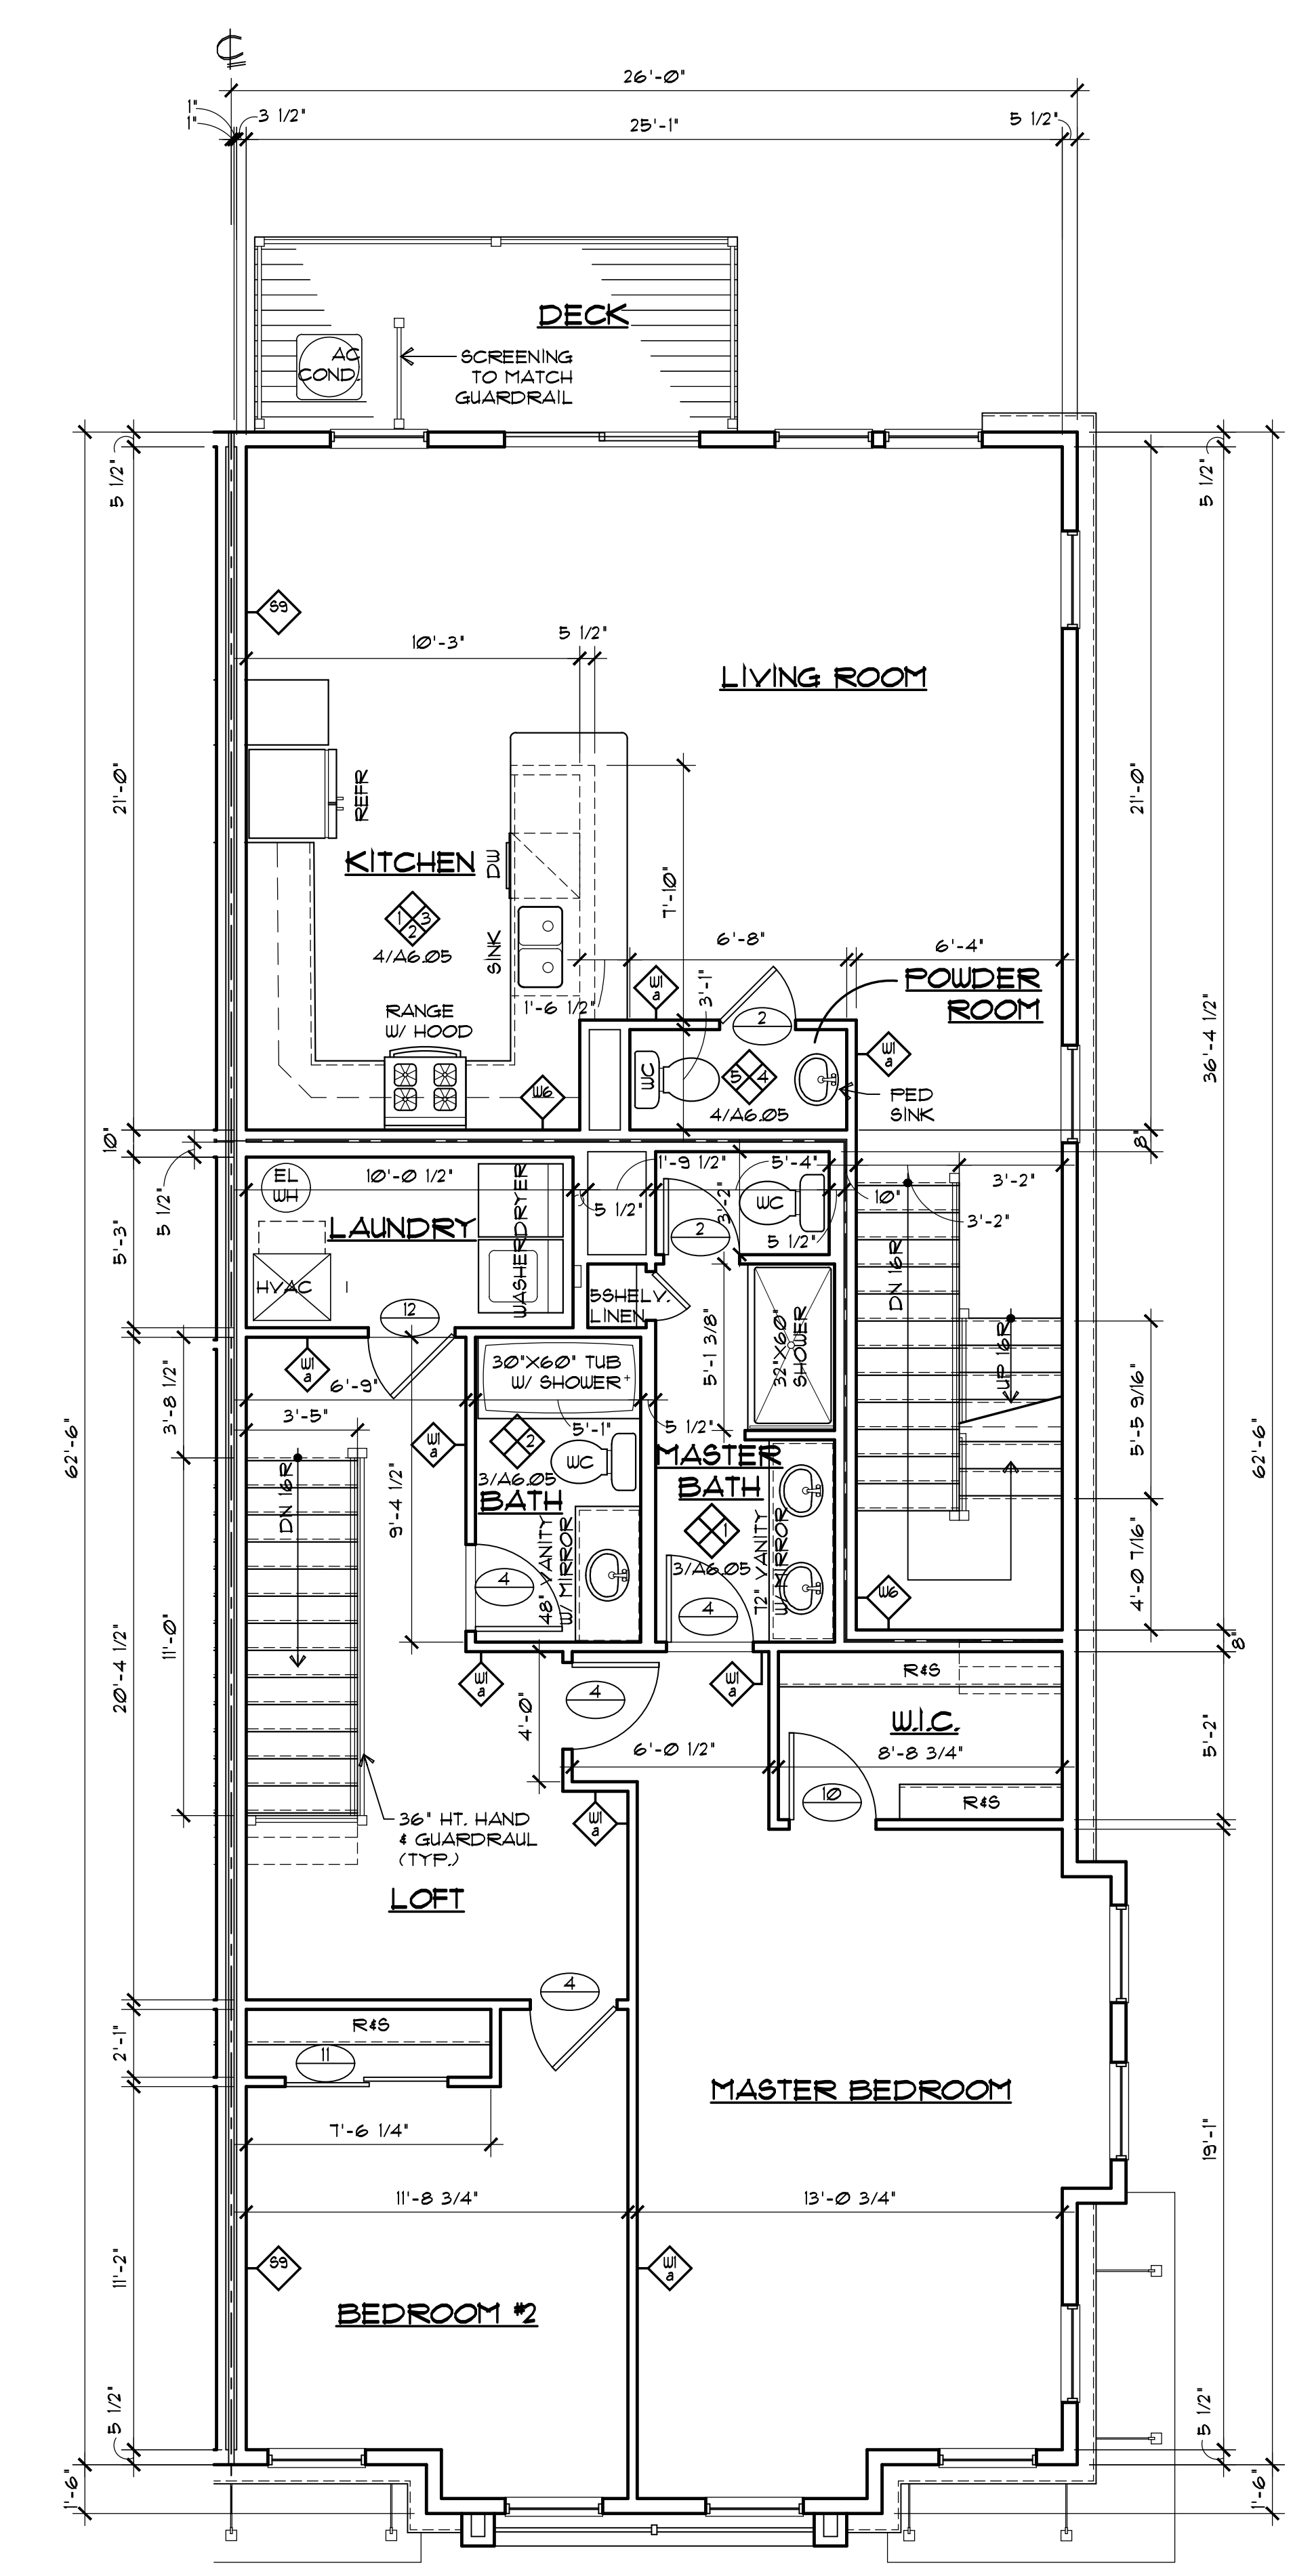 ℄
26'-0"
1"
1"
3 1/2"
25'-1"
5 1/2"
DECK
AC
COND.
SCREENING
TO MATCH
GUARDRAIL
5 1/2"
5 1/2"
S9
10'-3"
5 1/2"
LIVING ROOM
REFR
21'-0"
21'-0"
KITCHEN
DW
1
3
2
4/A6.05
SINK
7'-10"
6'-8"
6'-4"
POWDER
ROOM
RANGE
W/ HOOD
1'-6 1/2"
W1
a
3'-1"
2
W1
a
36'-4 1/2"
WC
5
4
4/A6.05
PED
SINK
W6
10"
5 1/2"
8"
EL
WH
10'-0 1/2"
WASHER
DRYER
1'-9 1/2"
5'-4"
3'-2"
5 1/2"
3'-2"
WC
10"
3'-2"
LAUNDRY
2
5 1/2"
5'-3"
HVAC
5SHELV.
LINEN
DN 16R
12
5'-1 3/8"
32"X60"
SHOWER
UP 16R
W1
a
30"X60" TUB
W/ SHOWER
6'-9"
3'-8 1/2"
3'-5"
5'-1"
5 1/2"
5'-5 9/16"
62'-6"
62'-6"
W1
a
2
3/A6.05
BATH
WC
MASTER
BATH
DN 16R
9'-4 1/2"
1
3/A6.05
48" VANITY
W/ MIRROR
72" VANITY
W/ MIRROR
4
4
W6
4'-0 7/16"
11'-0"
20'-4 1/2"
8"
W1
a
4
W1
a
R&S
W.I.C.
4'-0"
6'-0 1/2"
8'-8 3/4"
5'-2"
10
R&S
36" HT. HAND
& GUARDRAUL
(TYP.)
W1
a
LOFT
4
R&S
11
2'-1"
MASTER BEDROOM
7'-6 1/4"
19'-1"
11'-8 3/4"
13'-0 3/4"
11'-2"
S9
W1
a
BEDROOM #2
5 1/2"
5 1/2"
1'-6"
1'-6"